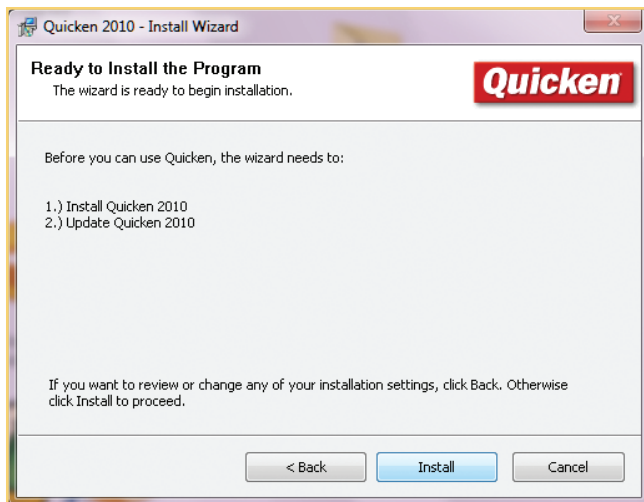 Quicken 2010 - Install Wizard
Ready to Install the Program
The wizard is ready to begin installation.
Quicken
Before you can use Quicken, the wizard needs to:
1.) Install Quicken 2010
2.) Update Quicken 2010
If you want to review or change any of your installation settings, click Back. Otherwise
click Install to proceed.
< Back
Install
Cancel